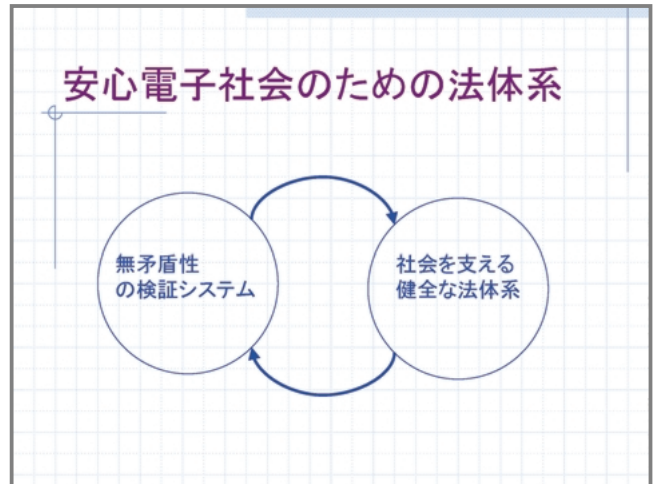 安心電子社会のための法体系
無矛盾性
の検証システム
社会を支える
健全な法体系